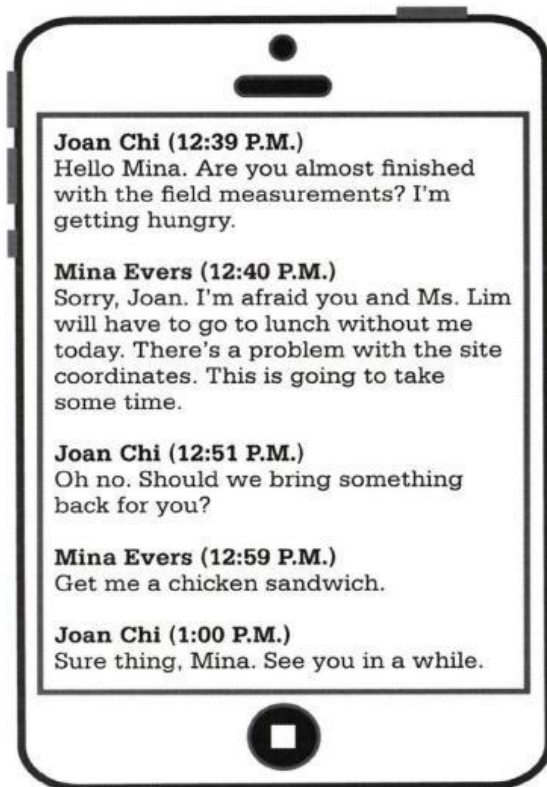 Joan Chi (12:39 P.M.)
Hello Mina. Are you almost finished
with the field measurements? I'm
getting hungry.
Mina Evers (12:40 P.M.)
Sorry, Joan. I'm afraid you and Ms. Lim
will have to go to lunch without me
today. There's a problem with the site
coordinates. This is going to take
some time.
Joan Chi (12:51 P.M.)
Oh no. Should we bring something
back for you?
Mina Evers (12:59 P.M.)
Get me a chicken sandwich.
Joan Chi (1:00 P.M.)
Sure thing, Mina. See you in a while.